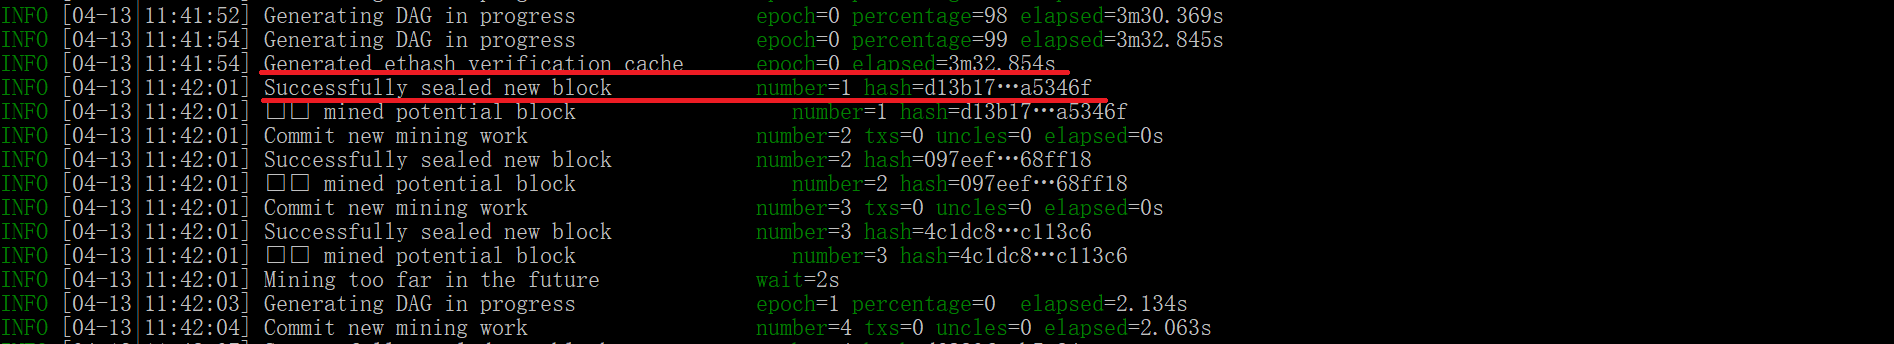 INFO [04-13|11:41:52] Generating DAG in progress epoch=0 percentage=98 elapsed=3m30.369s
INFO [04-13|11:41:54] Generating DAG in progress epoch=0 percentage=99 elapsed=3m32.845s
INFO [04-13|11:41:54] Generated ethash verification cache epoch=0 elapsed=3m32.854s
INFO [04-13|11:42:01] Successfully sealed new block number=1 hash=d13b17…a5346f
INFO [04-13|11:42:01] □□ mined potential block number=1 hash=d13b17…a5346f
INFO [04-13|11:42:01] Commit new mining work number=2 txs=0 uncles=0 elapsed=0s
INFO [04-13|11:42:01] Successfully sealed new block number=2 hash=097eef…68ff18
INFO [04-13|11:42:01] □□ mined potential block number=2 hash=097eef…68ff18
INFO [04-13|11:42:01] Commit new mining work number=3 txs=0 uncles=0 elapsed=0s
INFO [04-13|11:42:01] Successfully sealed new block number=3 hash=4c1dc8…c113c6
INFO [04-13|11:42:01] □□ mined potential block number=3 hash=4c1dc8…c113c6
INFO [04-13|11:42:01] Mining too far in the future wait=2s
INFO [04-13|11:42:03] Generating DAG in progress epoch=1 percentage=0 elapsed=2.134s
INFO [04-13|11:42:04] Commit new mining work number=4 txs=0 uncles=0 elapsed=2.063s